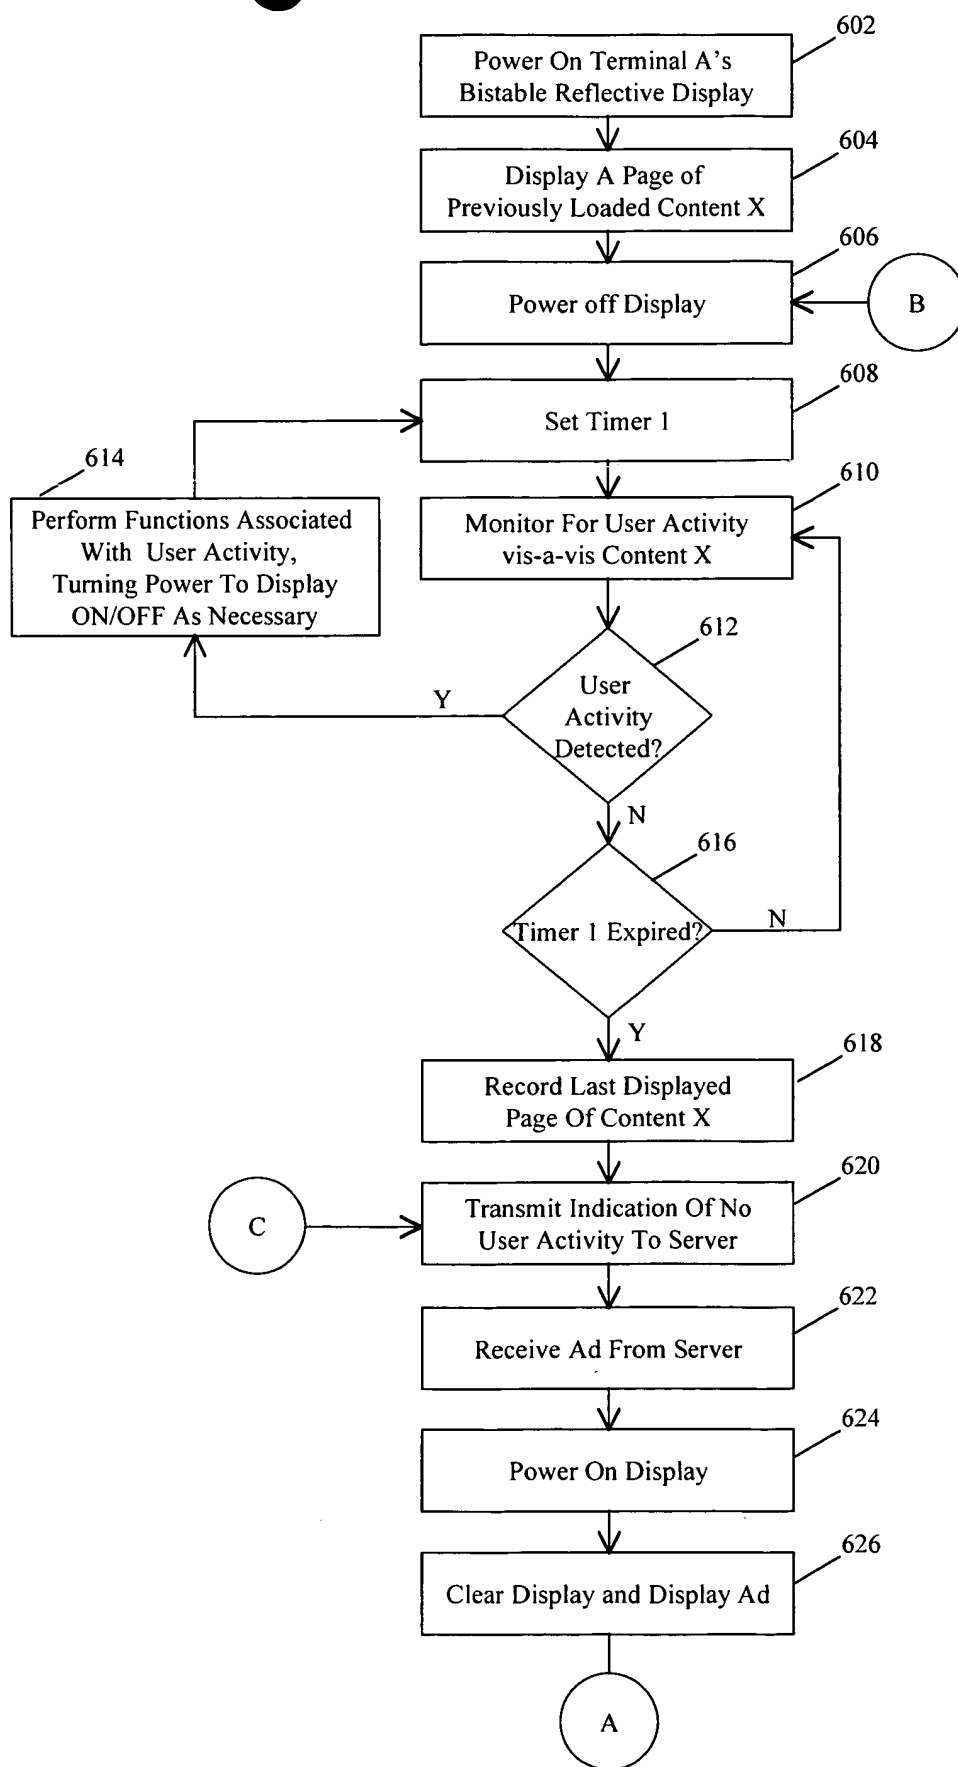 602
Power On Terminal A's
Bistable Reflective Display
604
Display A Page of
Previously Loaded Content X
606
Power off Display
B
608
Set Timer 1
614
Perform Functions Associated
With User Activity,
Turning Power To Display
ON/OFF As Necessary
610
Monitor For User Activity
vis-a-vis Content X
612
User
Activity
Detected?
Y
N
616
Timer 1 Expired?
N
Y
618
Record Last Displayed
Page Of Content X
620
C
Transmit Indication Of No
User Activity To Server
622
Receive Ad From Server
624
Power On Display
626
Clear Display and Display Ad
A